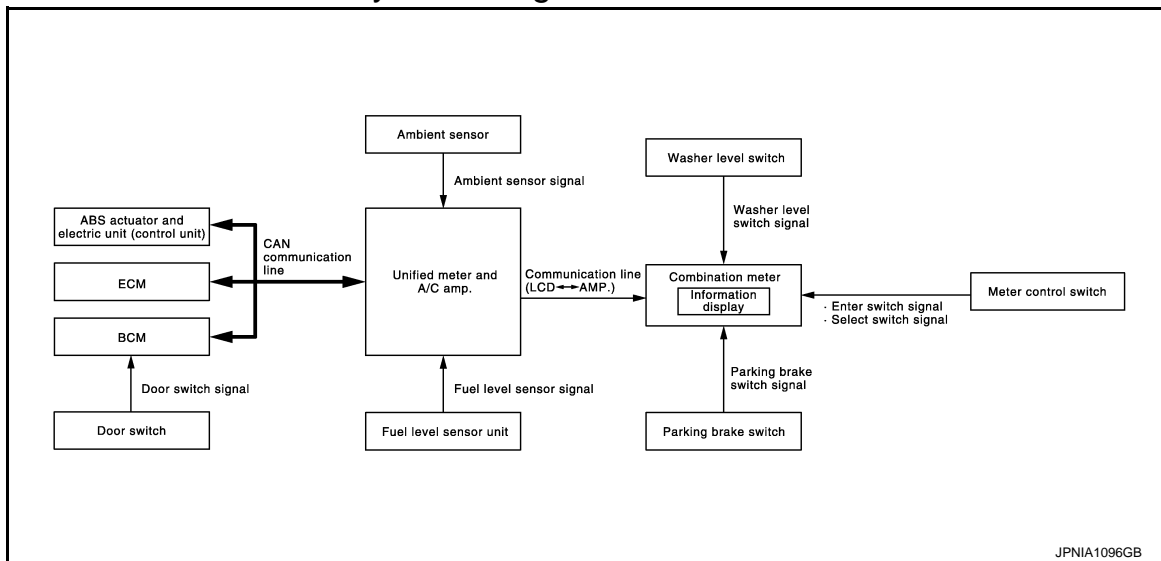 Ambient sensor
Ambient sensor signal
Washer level switch
Washer level
switch signal
ABS actuator and
electric unit (control unit)
ECM
BCM
CAN
communication
line
Door switch signal
Door switch
Unified meter and
A/C amp.
Fuel level sensor signal
Fuel level sensor unit
Communication line
(LCD↔AMP.)
Combination meter
Information
display
Parking brake
switch signal
Parking brake switch
Meter control switch
· Enter switch signal
· Select switch signal
JPNIA1096GB